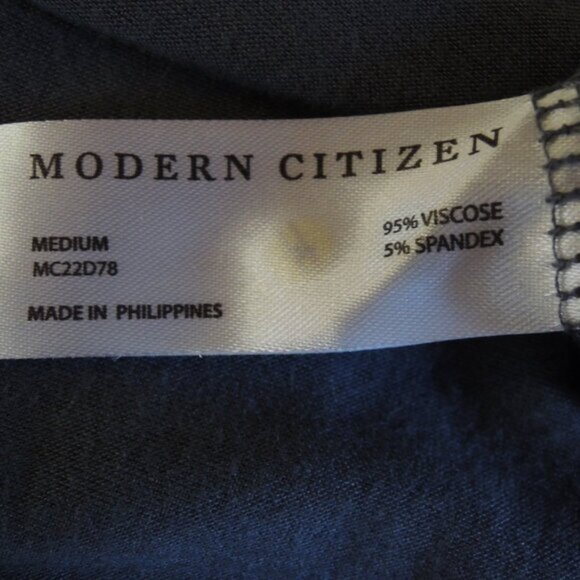 MODERN CITIZEN
MEDIUM
MC22D78
MADE IN PHILIPPINES
95% VISCOSE
5% SPANDEX